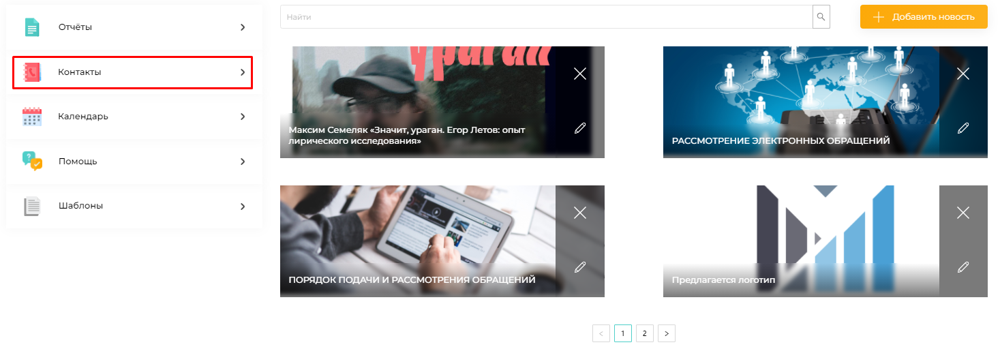 Отчёты
Контакты
Календарь
Помощь
Шаблоны
Найти
Добавить новость
ураган
Максим Семеляк «Значит, ураган. Егор Летов: опыт
лирического исследования»
РАССМОТРЕНИЕ ЭЛЕКТРОННЫХ ОБРАЩЕНИЙ
ПОРЯДОК ПОДАЧИ И РАССМОТРЕНИЯ ОБРАЩЕНИЙ
Предлагается логотип
< 1 2 >